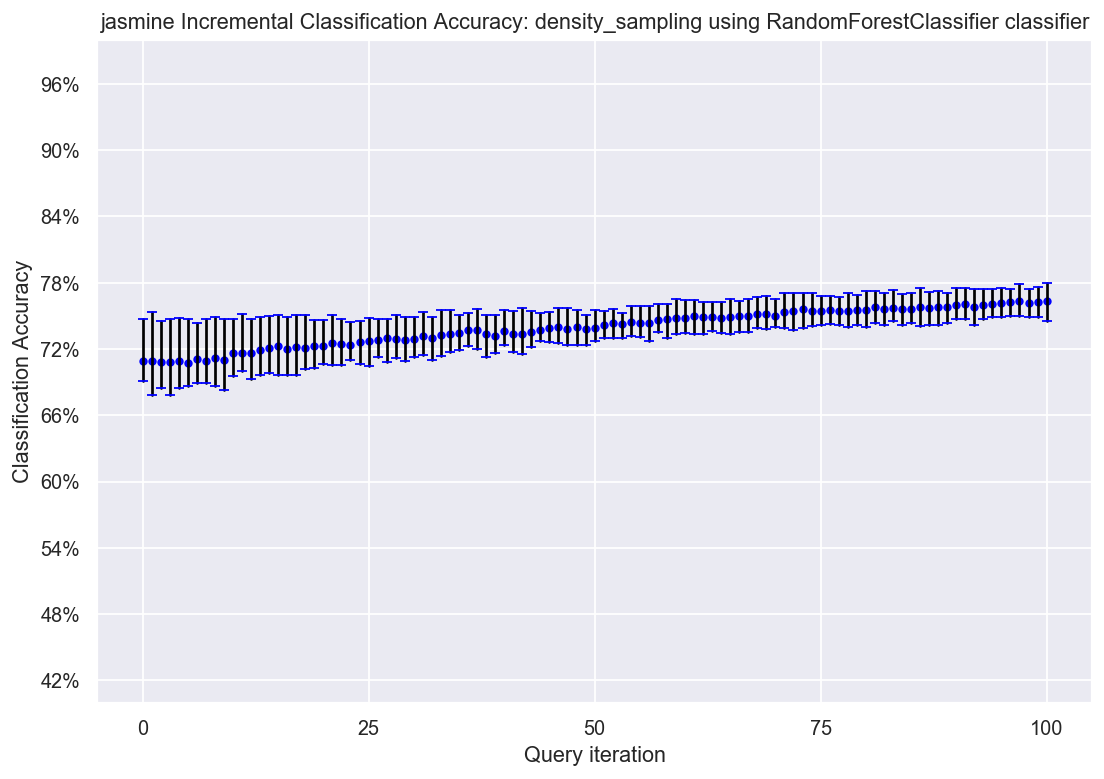 jasmine Incremental Classification Accuracy: density_sampling using RandomForestClassifier classifier
96%
90%
84%
78%
72%
66%
60%
54%
48%
42%
Classification Accuracy
0 25 50 75 100
Query iteration